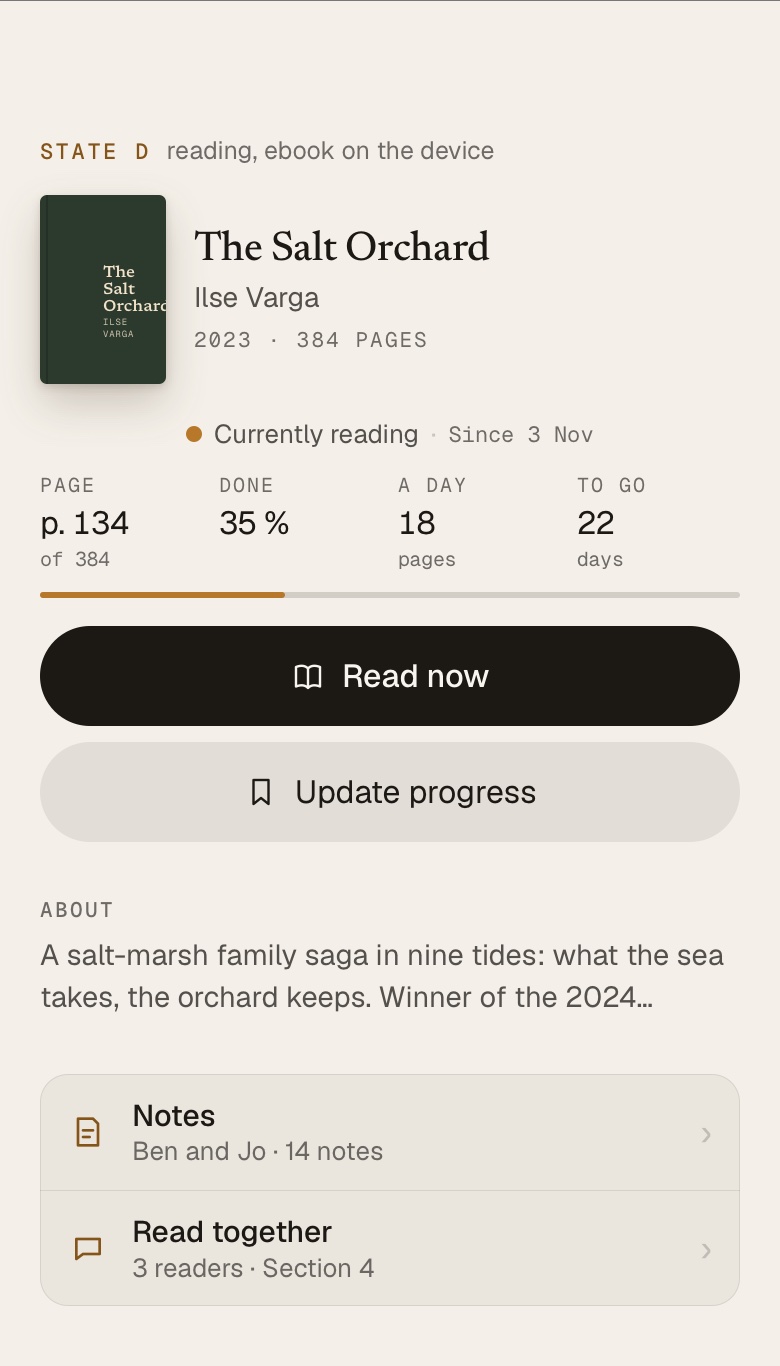 STATE D reading, ebook on the device
The
Salt
Orchard
ILSE
VARGA
The Salt Orchard
Ilse Varga
2023 · 384 PAGES
Currently reading · Since 3 Nov
PAGE DONE A DAY TO GO
p. 134 35 % 18 22
of 384 pages days
Read now
Update progress
ABOUT
A salt-marsh family saga in nine tides: what the sea
takes, the orchard keeps. Winner of the 2024…
Notes
Ben and Jo · 14 notes
Read together
3 readers · Section 4